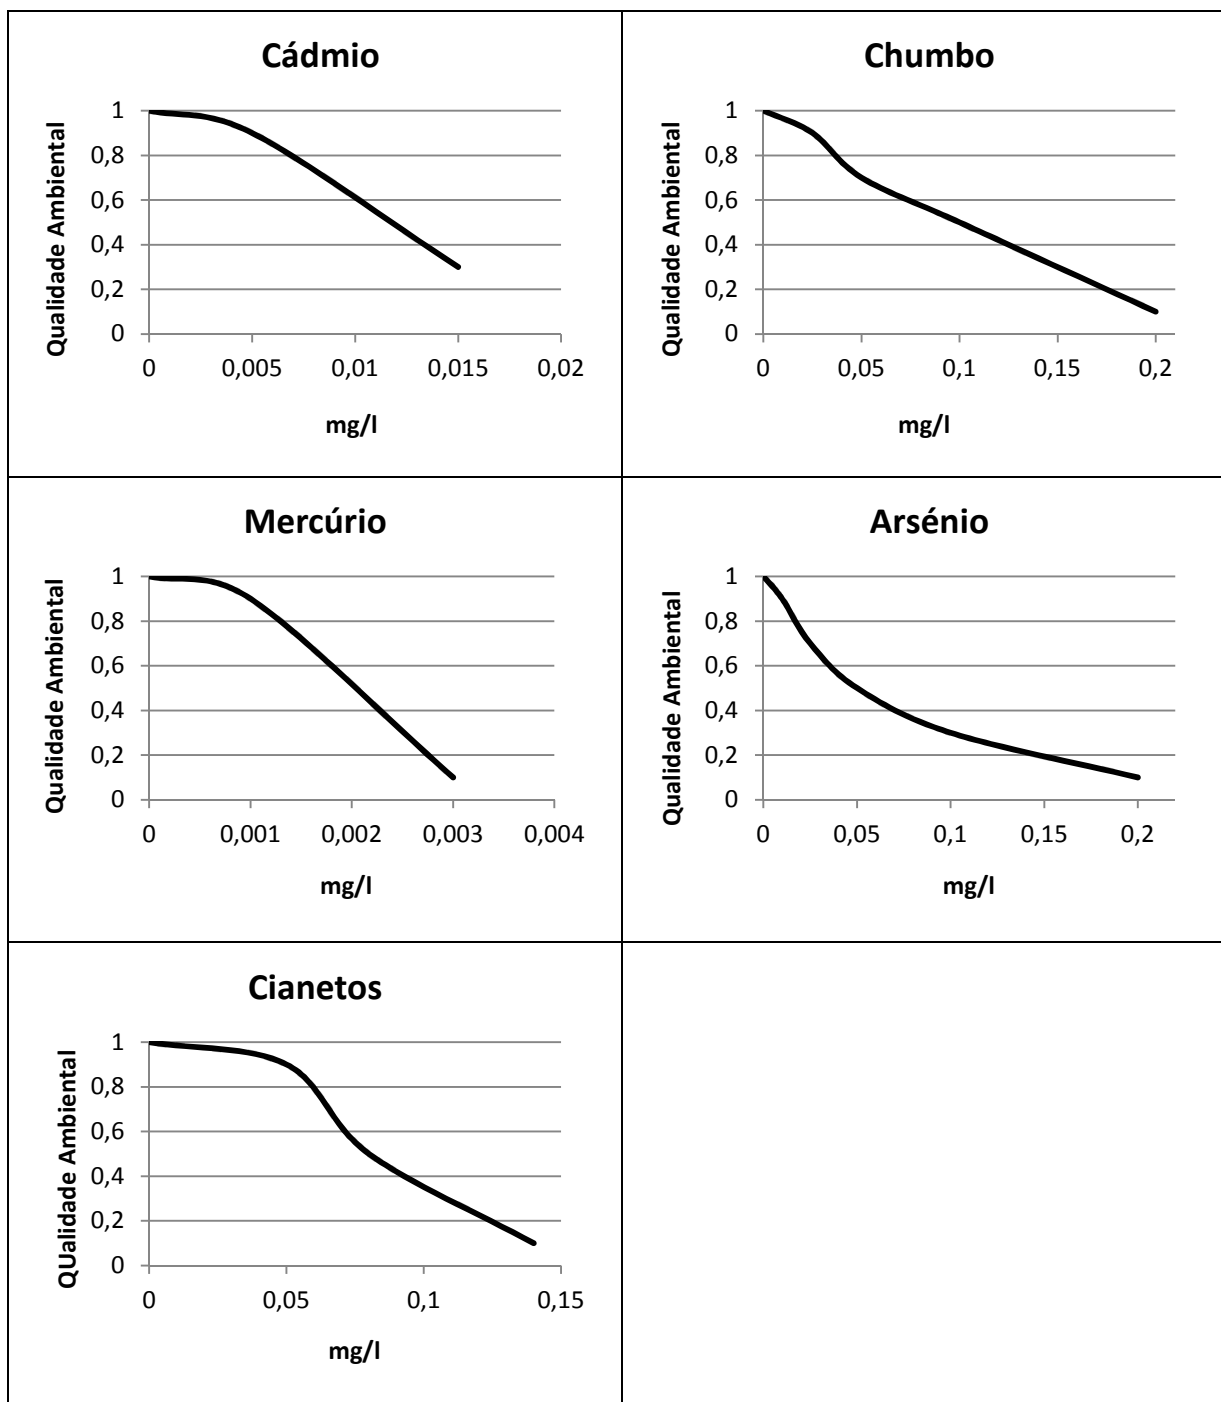 Cádmio
Qualidade Ambiental
1
0,8
0,6
0,4
0,2
0
0 0,005 0,01 0,015 0,02
mg/l
Chumbo
Qualidade Ambiental
1
0,8
0,6
0,4
0,2
0
0 0,05 0,1 0,15 0,2
mg/l
Mercúrio
Qualidade Ambiental
1
0,8
0,6
0,4
0,2
0
0 0,001 0,002 0,003 0,004
mg/l
Arsénio
Qualidade Ambiental
1
0,8
0,6
0,4
0,2
0
0 0,05 0,1 0,15 0,2
mg/l
Cianetos
QUalidade Ambiental
1
0,8
0,6
0,4
0,2
0
0 0,05 0,1 0,15
mg/l